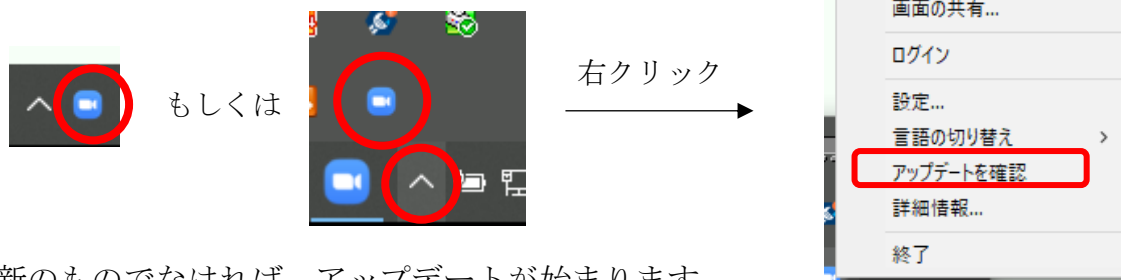 もしくは
右クリック
画面の共有...
ログイン
設定...
言語の切り替え
アップデートを確認
詳細情報...
終了
新のものでなければ、アップデートが始まります